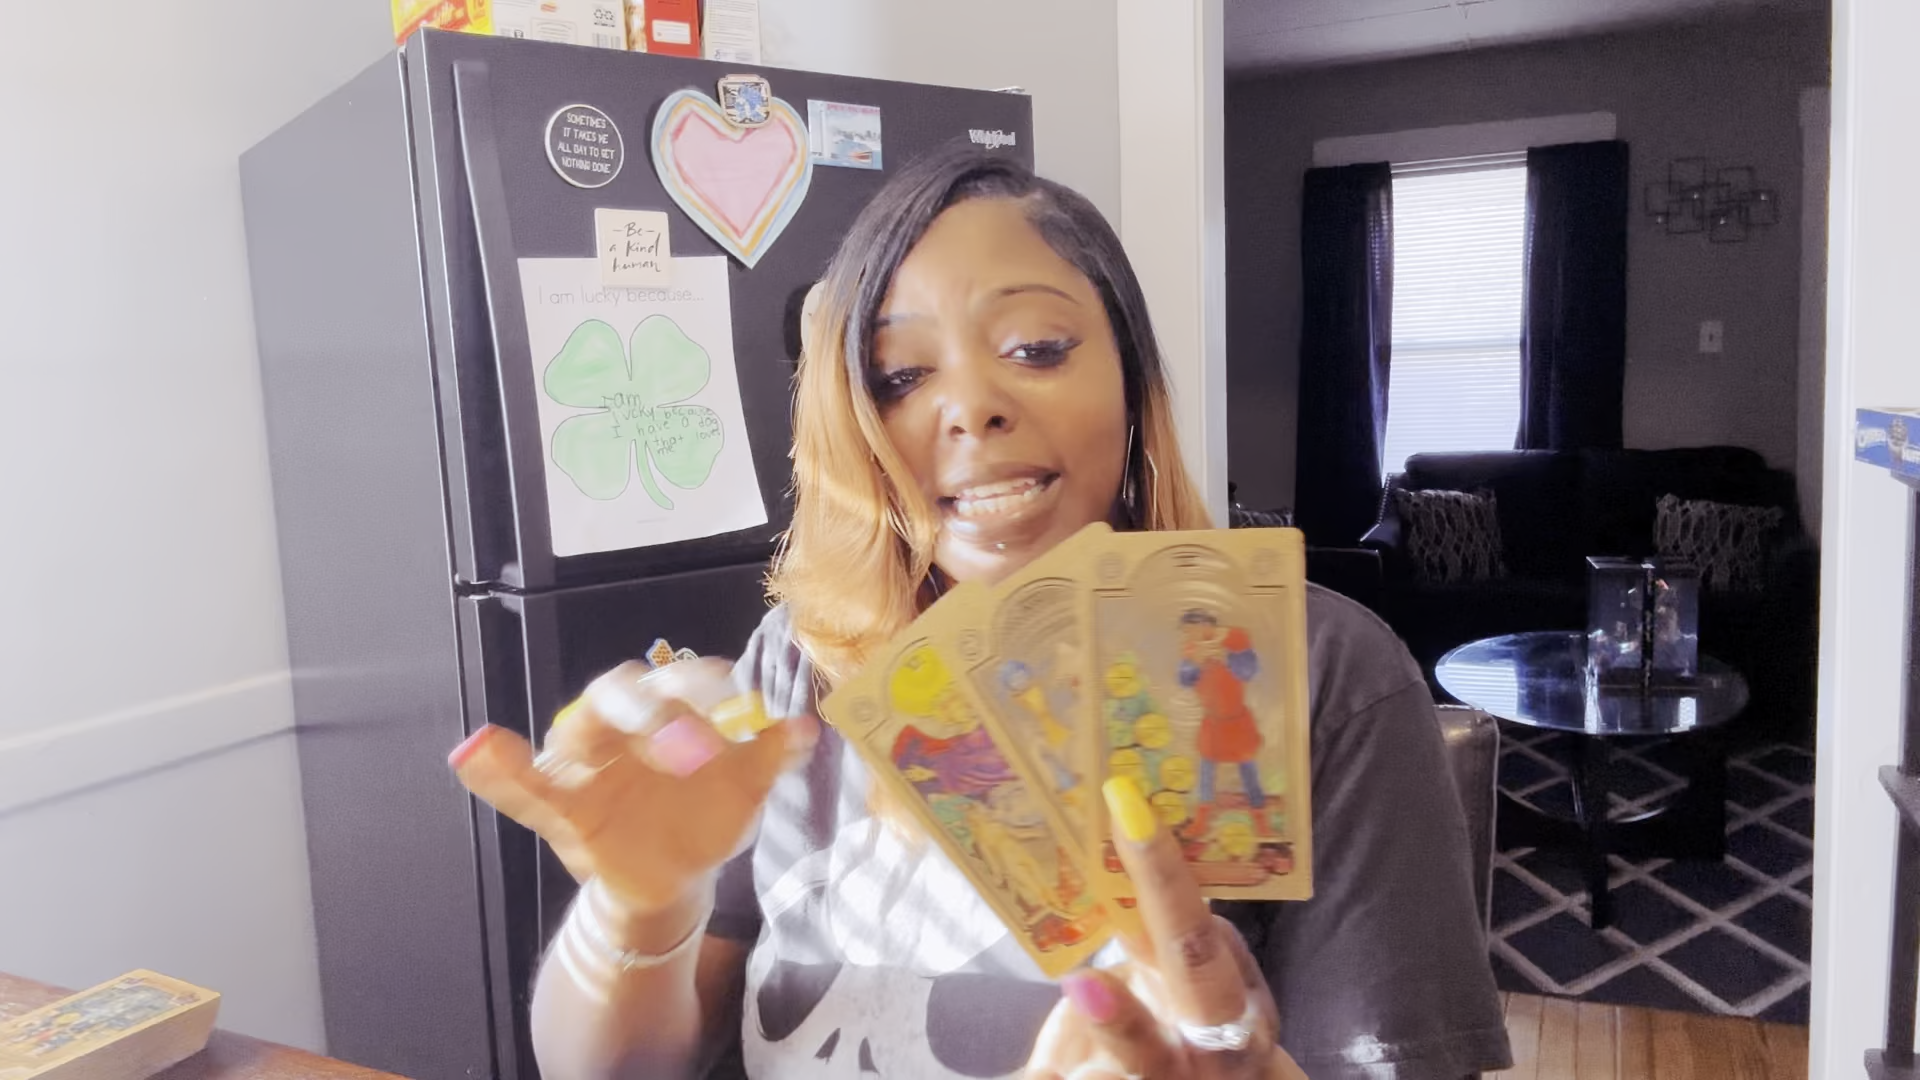 SOMETIMES
IT TAKES ME
ALL DAY TO GET
NOTHING DONE
Whirlpool
-Be-
a kind
human
I am lucky because...
I am
lucky because
I have a dog
that loves
me